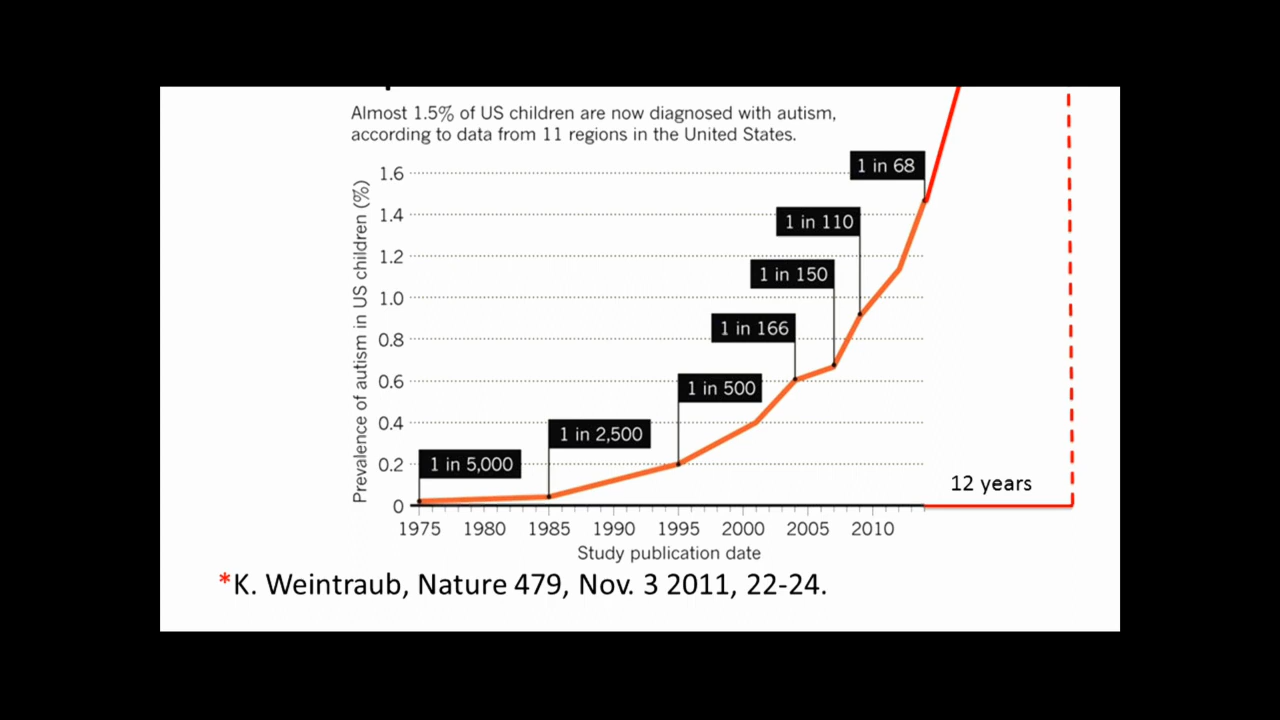 Almost 1.5% of US children are now diagnosed with autism,
according to data from 11 regions in the United States.
Prevalence of autism in US children (%)
1.6
1.4
1.2
1.0
0.8
0.6
0.4
0.2
0
1 in 68
1 in 110
1 in 150
1 in 166
1 in 500
1 in 2,500
1 in 5,000
12 years
1975 1980 1985 1990 1995 2000 2005 2010
Study publication date
*K. Weintraub, Nature 479, Nov. 3 2011, 22-24.